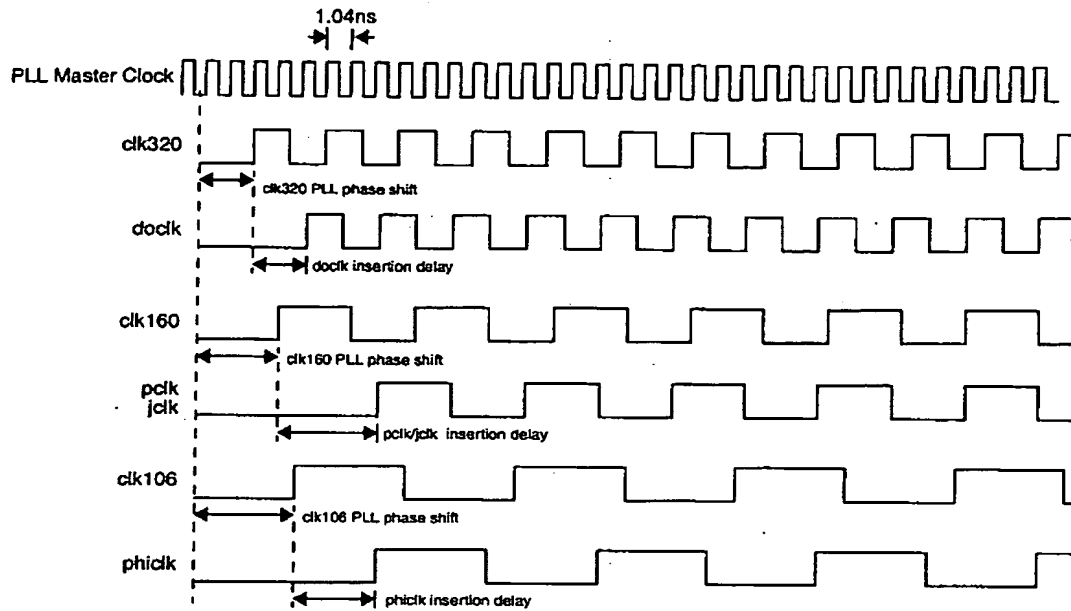 1.04ns
PLL Master Clock
clk320
clk320 PLL phase shift
doclk
doclk insertion delay
clk160
clk160 PLL phase shift
pclk
jclk
pclk/jclk insertion delay
clk106
clk106 PLL phase shift
phiclk
phiclk insertion delay